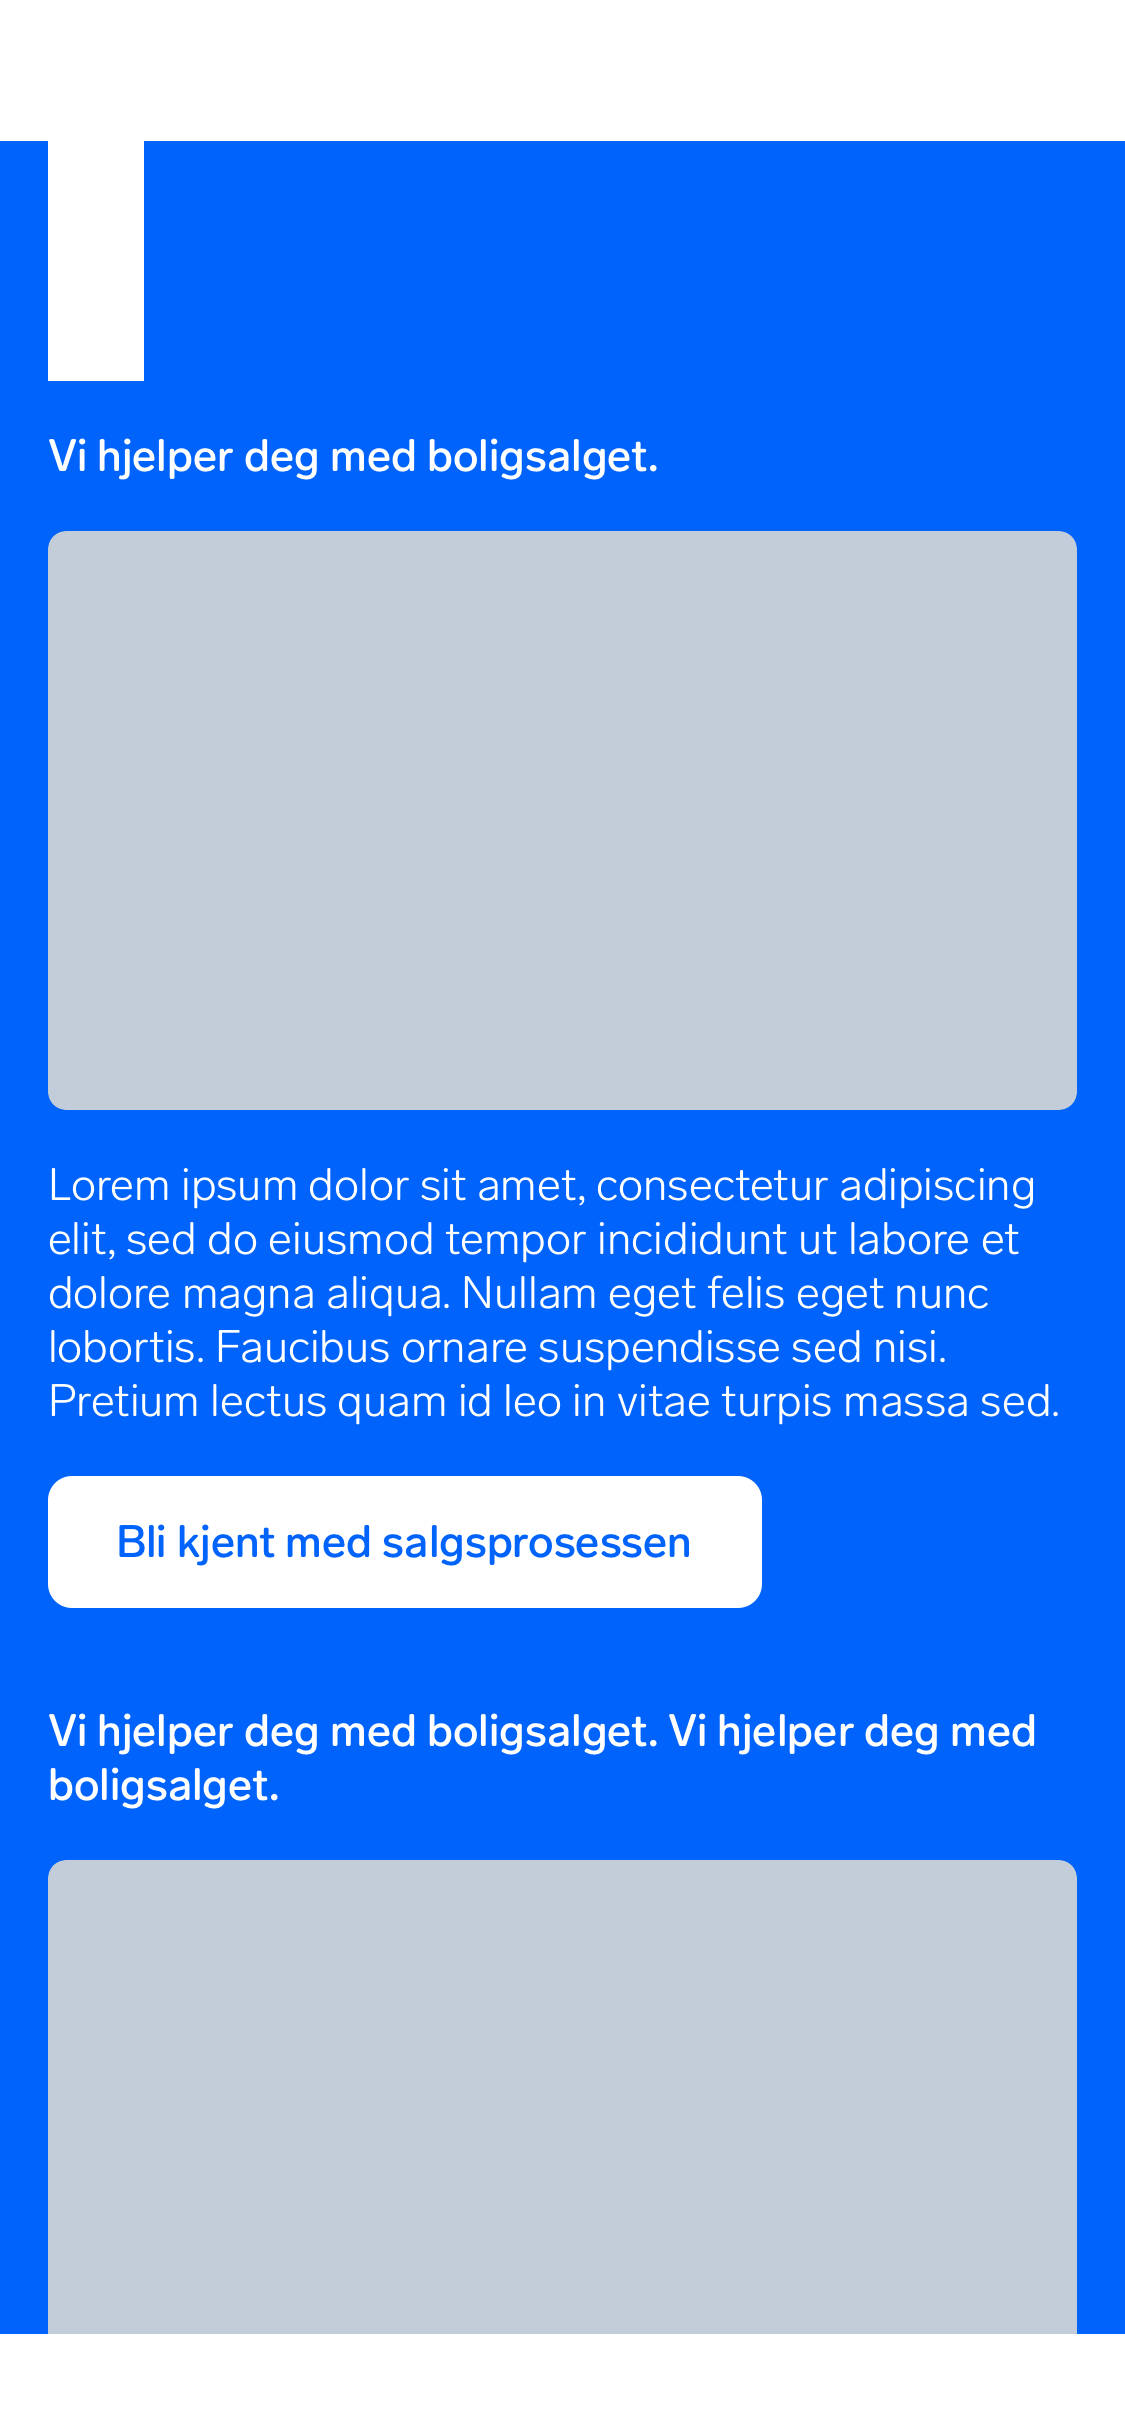 Vi hjelper deg med boligsalget.
Lorem ipsum dolor sit amet, consectetur adipiscing
elit, sed do eiusmod tempor incididunt ut labore et
dolore magna aliqua. Nullam eget felis eget nunc
lobortis. Faucibus ornare suspendisse sed nisi.
Pretium lectus quam id leo in vitae turpis massa sed.
Bli kjent med salgsprosessen
Vi hjelper deg med boligsalget. Vi hjelper deg med
boligsalget.